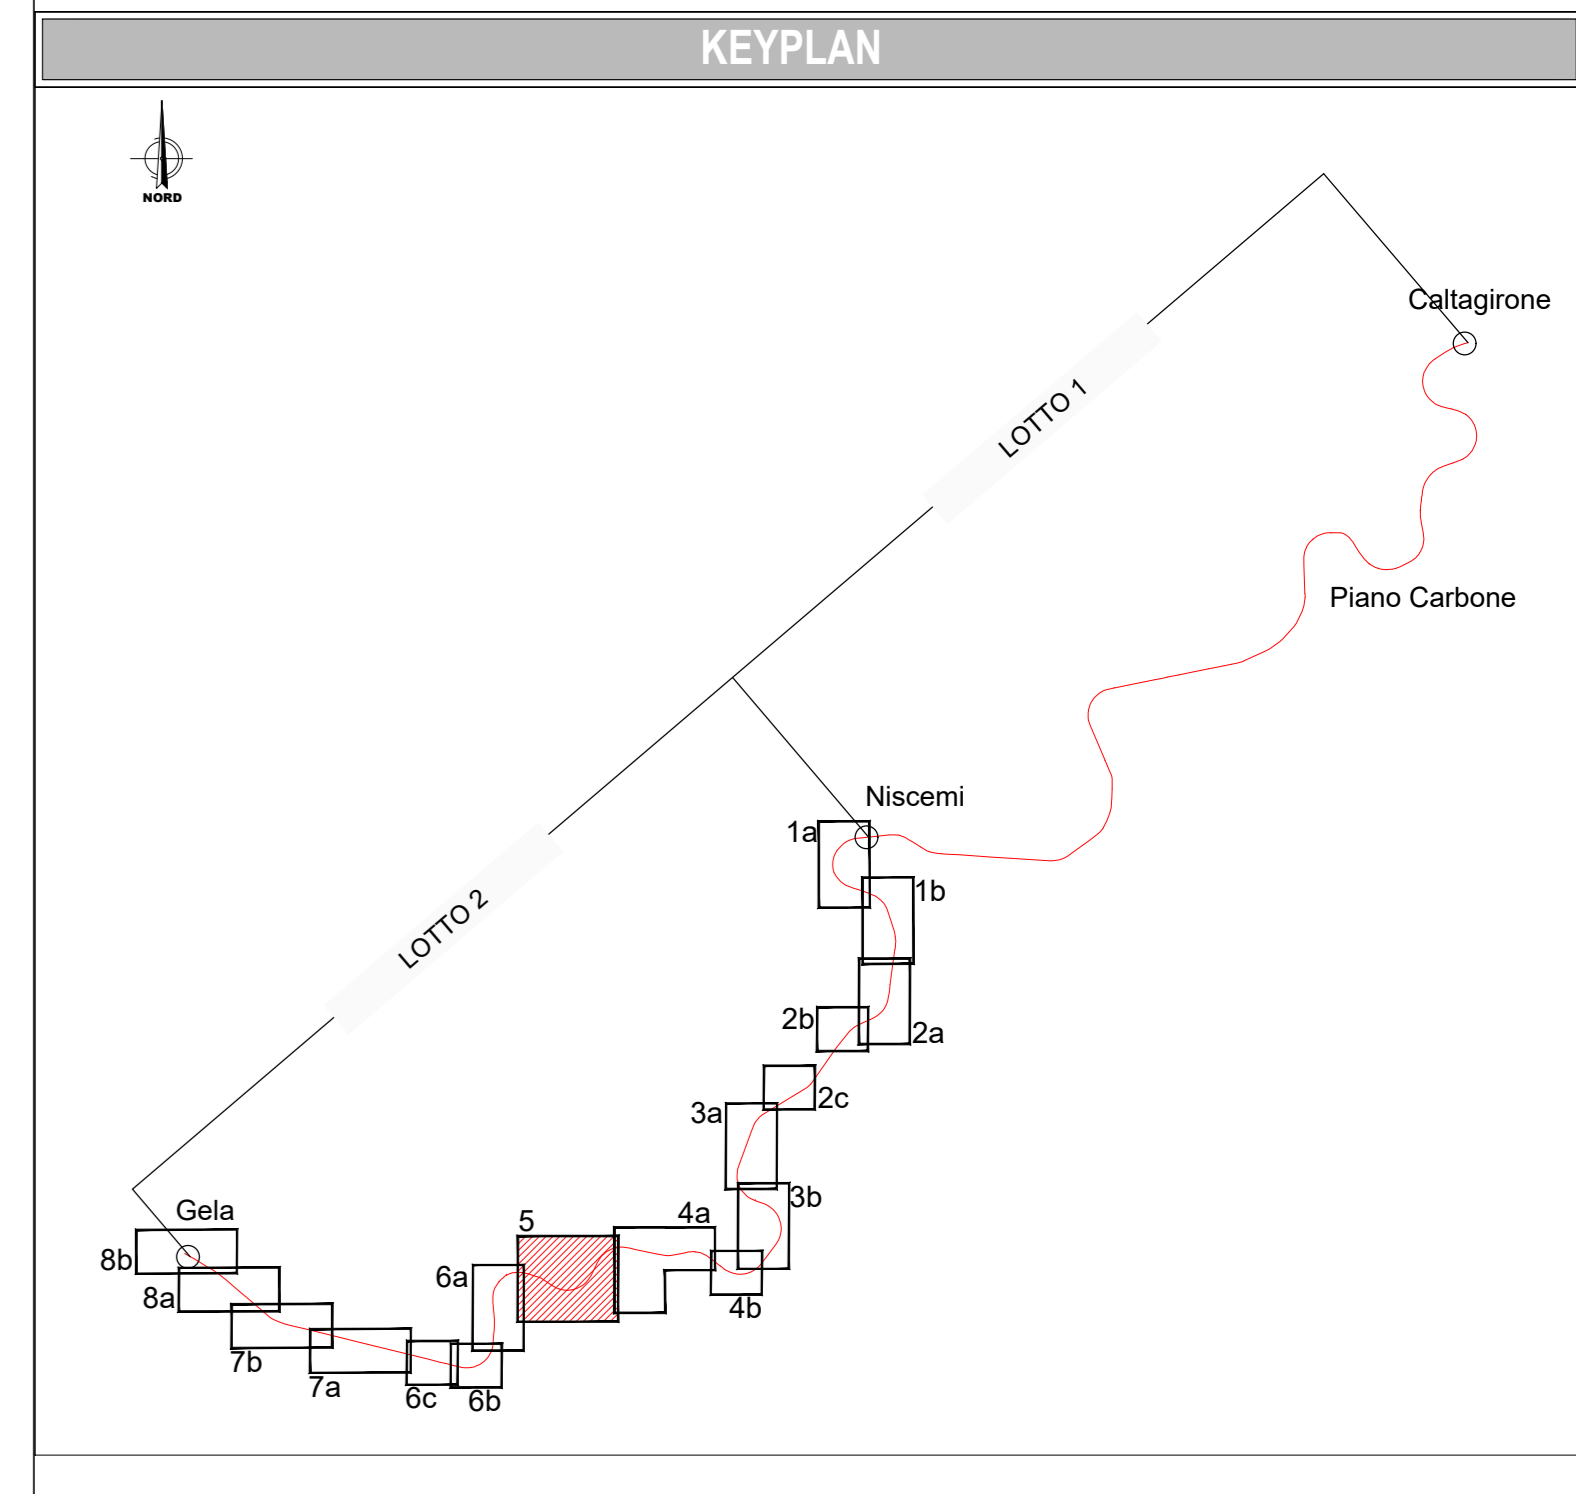 KEYPLAN
NORD
Caltagirone
LOTTO 1
Piano Carbone
Niscemi
1a
1b
LOTTO 2
2b
2a
2c
3a
3b
Gela
4a
5
8b
6a
8a
4b
7b
7a
6c
6b